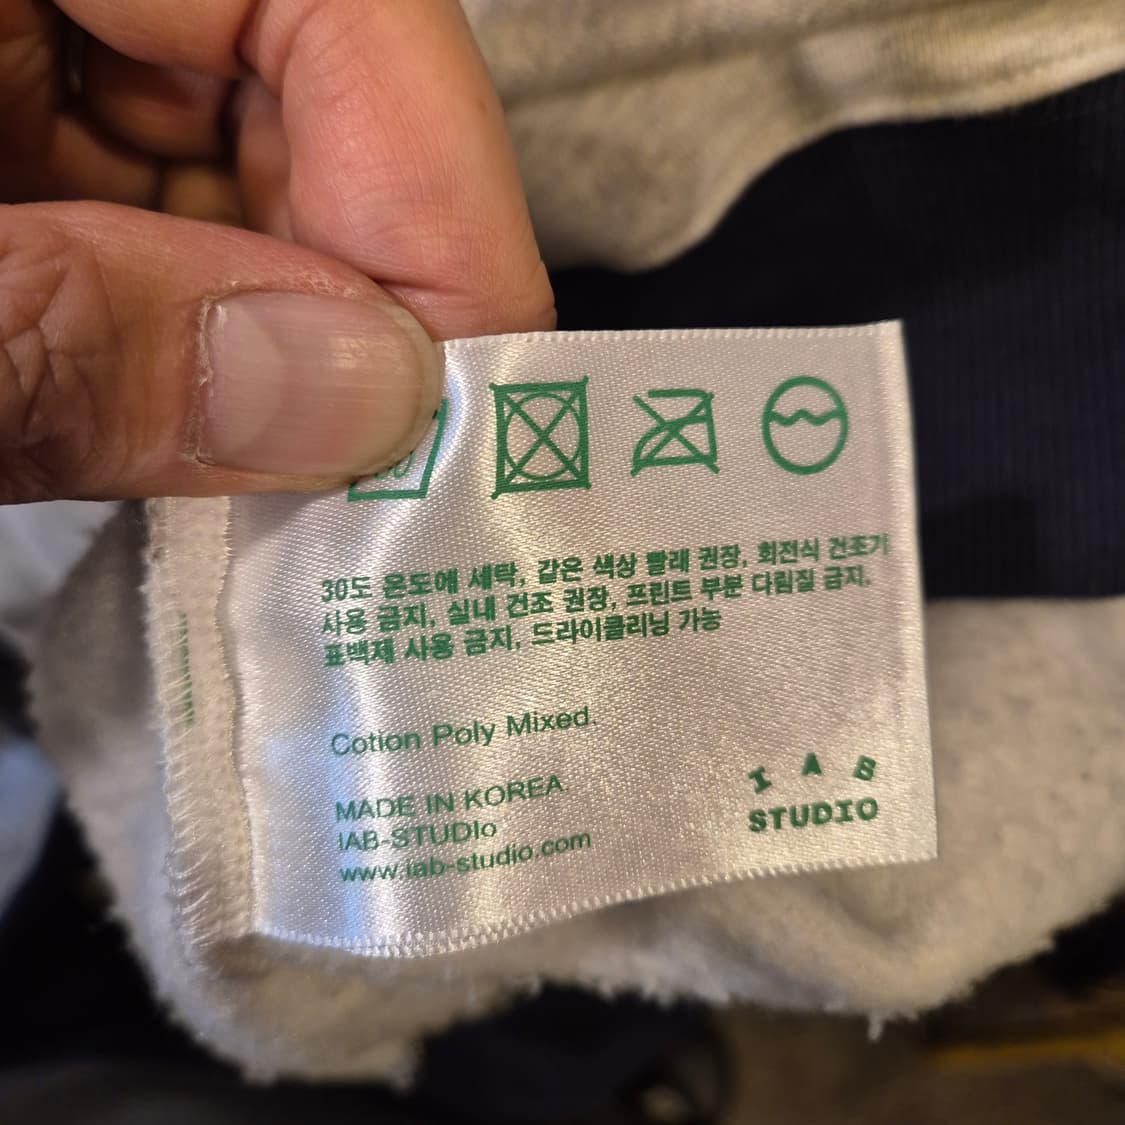 30도 온도에 세탁, 같은 색상 빨래 권장, 회전식 건조기
사용 금지, 실내 건조 권장, 프린트 부분 다림질 금지,
표백제 사용 금지, 드라이클리닝 가능
Cotion Poly Mixed.
MADE IN KOREA.
IAB-STUDIo
www.iab-studio.com
I A B
STUDIO